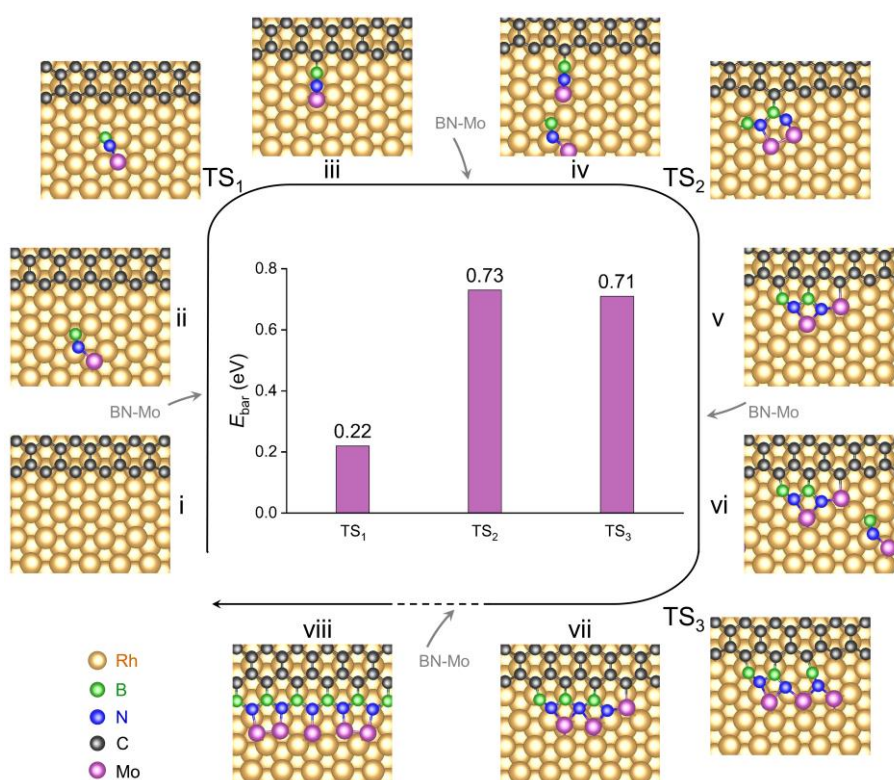 iii
iv
BN-Mo
TS₁
TS₂
ii
v
BN-Mo
BN-Mo
i
vi
E_bar (eV)
0.8
0.6
0.4
0.2
0.0
0.22
0.73
0.71
TS₁
TS₂
TS₃
TS₃
viii
vii
BN-Mo
Rh
B
N
C
Mo